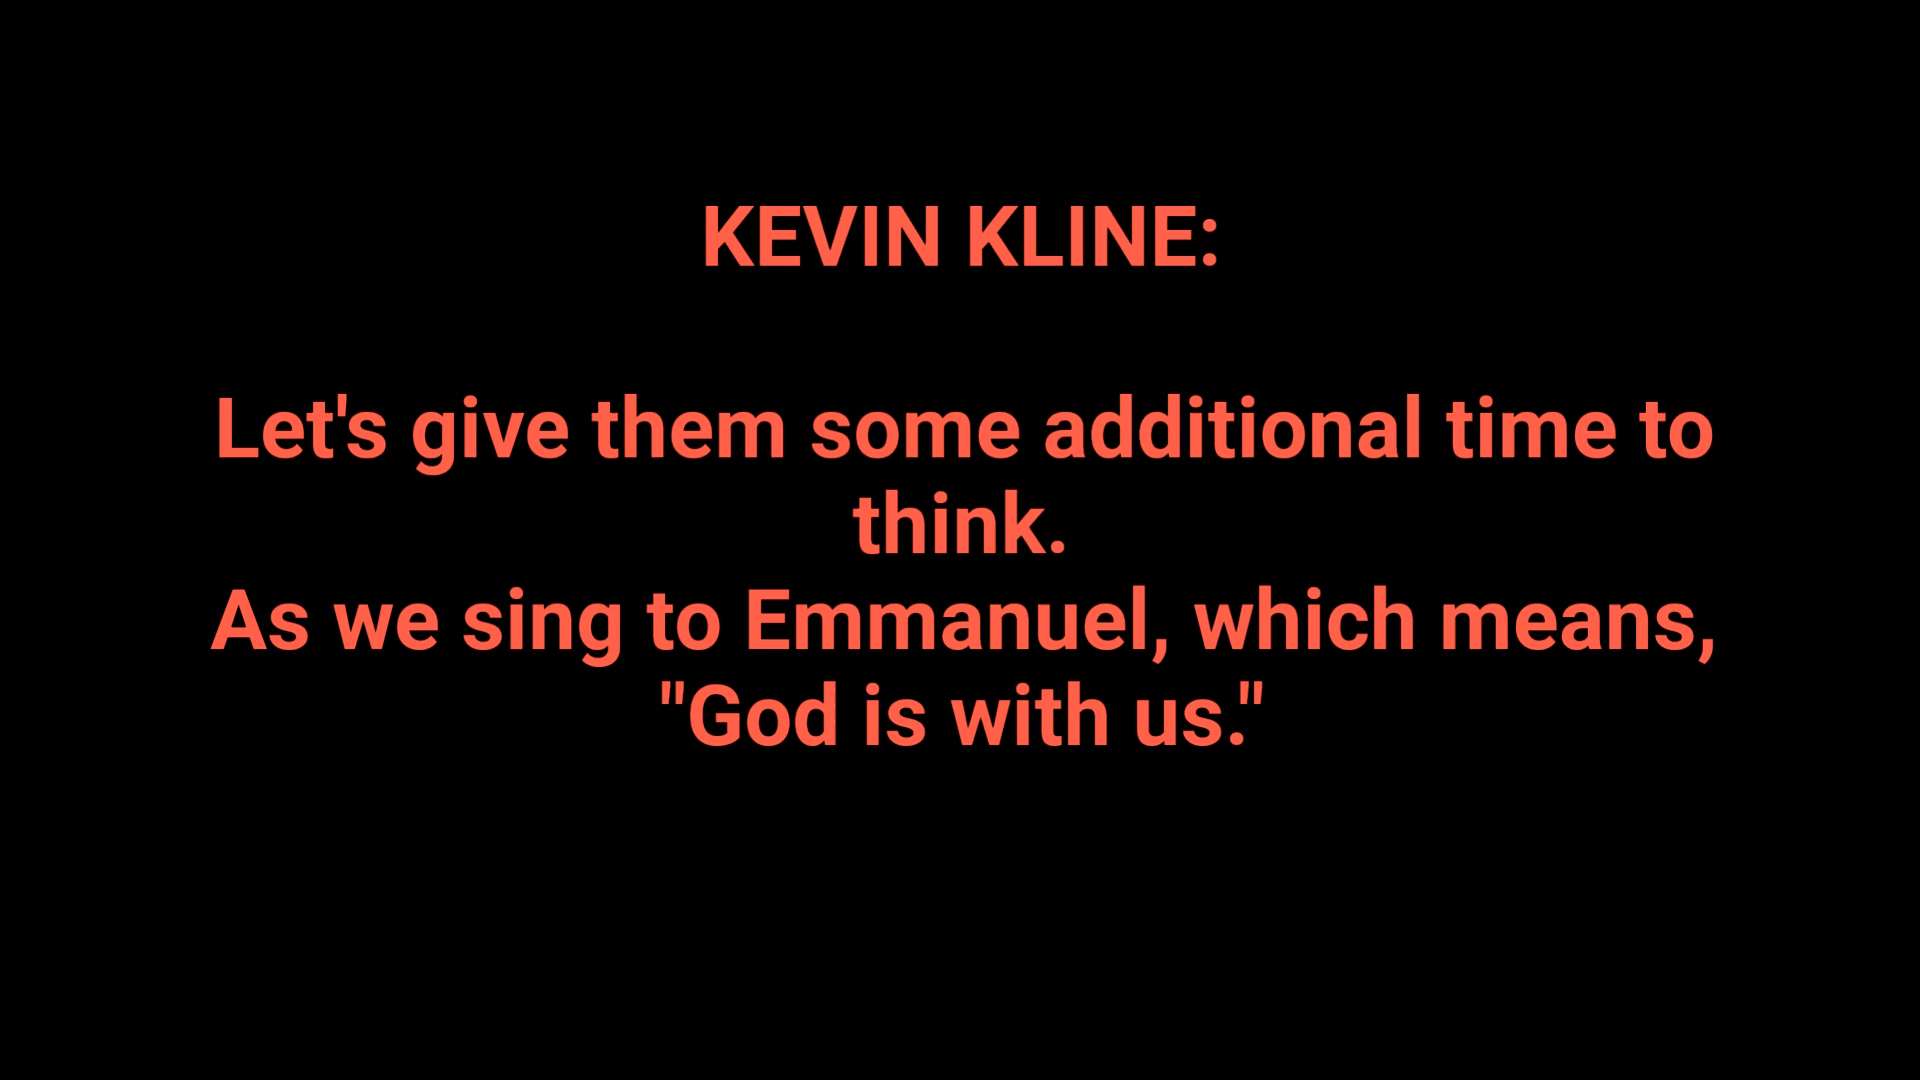 KEVIN KLINE:
Let's give them some additional time to
think.
As we sing to Emmanuel, which means,
"God is with us."